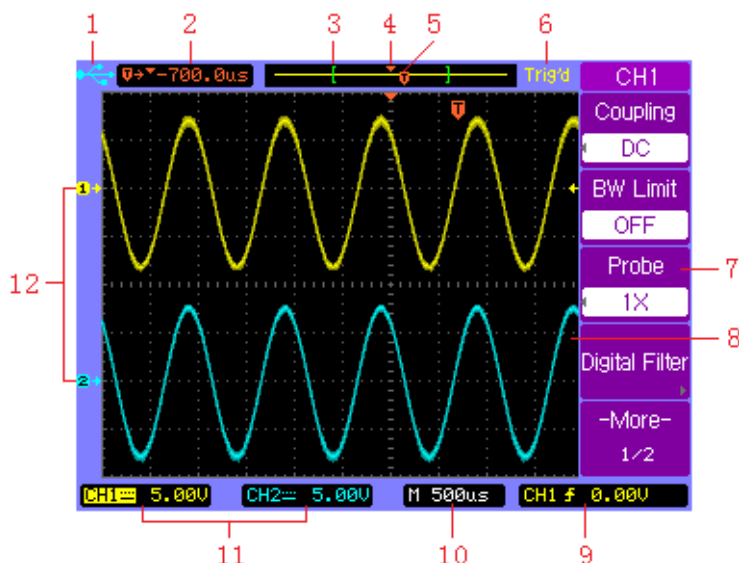 1 2 3 4 5 6
T→▼-700.0us T Trig'd CH1
T
Coupling
DC
1
BW Limit
OFF
12
Probe 7
1X
8
Digital Filter
2
-More-
1/2
CH1 5.00V CH2 5.00V M 500us CH1 0.00V
11 10 9